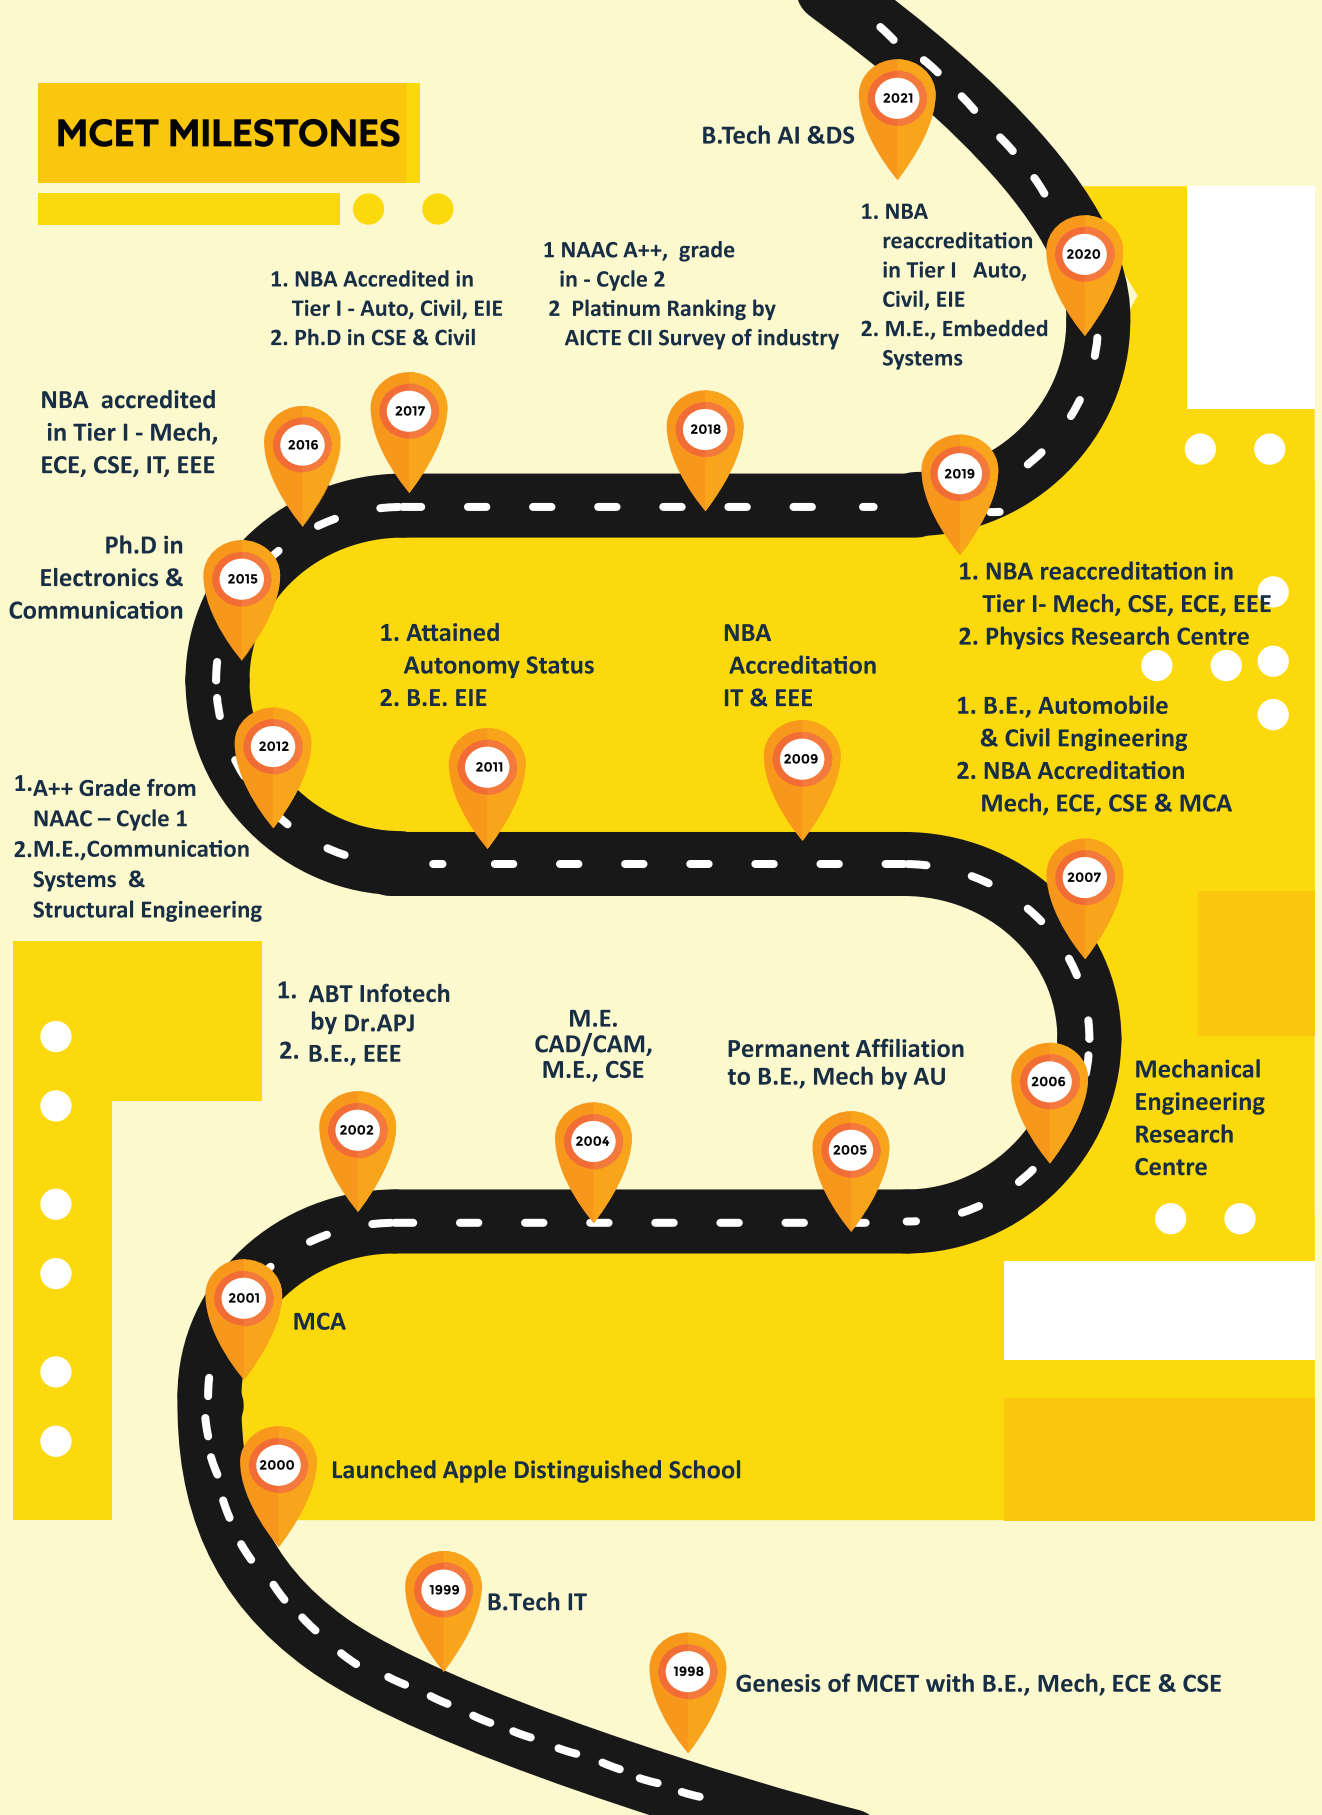 MCET MILESTONES
2021
B.Tech AI &DS
2020
1. NBA
reaccreditation
in Tier I Auto,
Civil, EIE
2. M.E., Embedded
Systems
1 NAAC A++, grade
in - Cycle 2
2 Platinum Ranking by
AICTE CII Survey of industry
2018
1. NBA Accredited in
Tier I - Auto, Civil, EIE
2. Ph.D in CSE & Civil
2017
NBA accredited
in Tier I - Mech,
ECE, CSE, IT, EEE
2016
2019
1. NBA reaccreditation in
Tier I- Mech, CSE, ECE, EEE
2. Physics Research Centre
Ph.D in
Electronics &
Communication
2015
1. Attained
Autonomy Status
2. B.E. EIE
2011
NBA
Accreditation
IT & EEE
2009
1. B.E., Automobile
& Civil Engineering
2. NBA Accreditation
Mech, ECE, CSE & MCA
2007
2012
1.A++ Grade from
NAAC – Cycle 1
2.M.E.,Communication
Systems &
Structural Engineering
1. ABT Infotech
by Dr.APJ
2. B.E., EEE
2002
M.E.
CAD/CAM,
M.E., CSE
2004
Permanent Affiliation
to B.E., Mech by AU
2005
2006
Mechanical
Engineering
Research
Centre
2001
MCA
2000
Launched Apple Distinguished School
1999
B.Tech IT
1998
Genesis of MCET with B.E., Mech, ECE & CSE